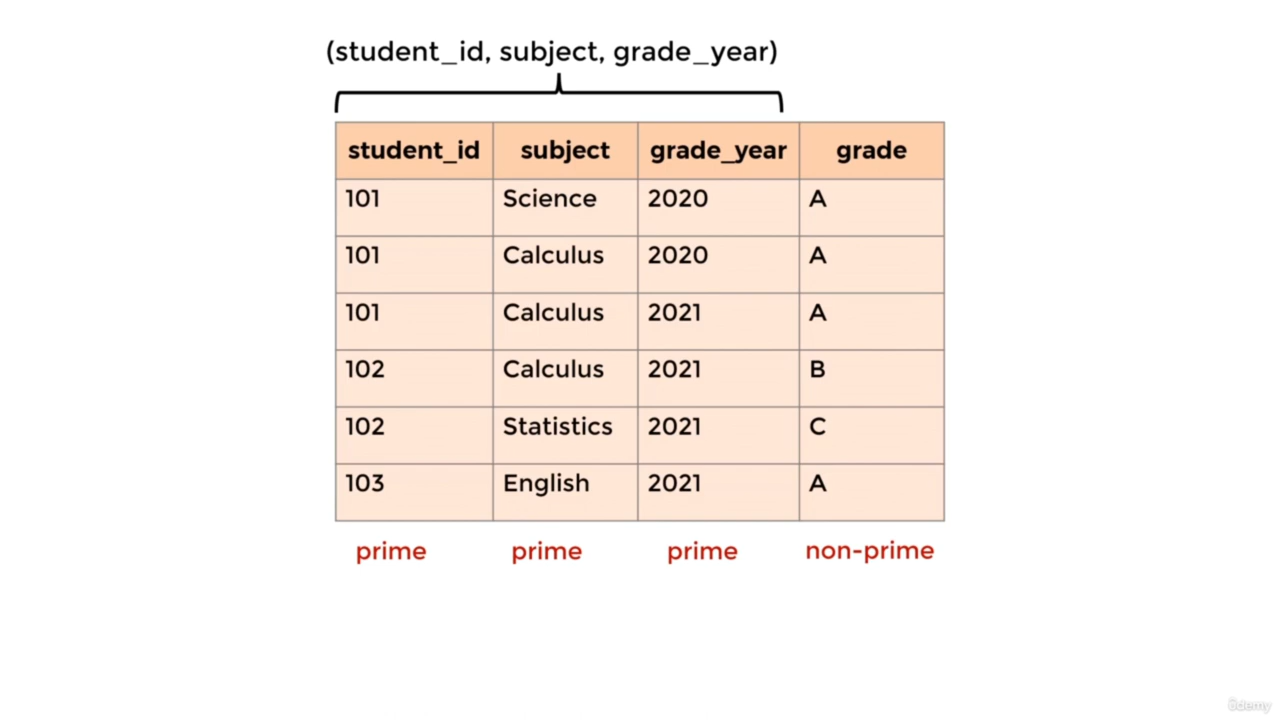 (student_id, subject, grade_year)
student_id subject grade_year grade
101 Science 2020 A
101 Calculus 2020 A
101 Calculus 2021 A
102 Calculus 2021 B
102 Statistics 2021 C
103 English 2021 A
prime prime prime non-prime
ûdemy